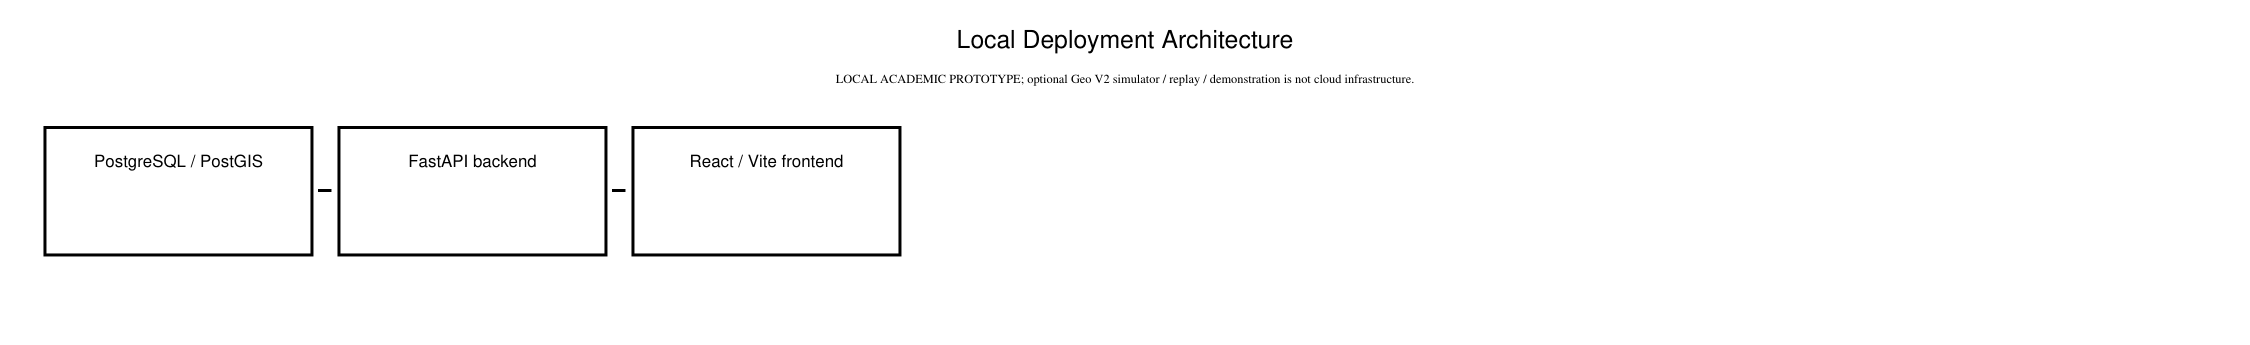 Local Deployment Architecture
LOCAL ACADEMIC PROTOTYPE; optional Geo V2 simulator / replay / demonstration is not cloud infrastructure.
PostgreSQL / PostGIS
FastAPI backend
React / Vite frontend